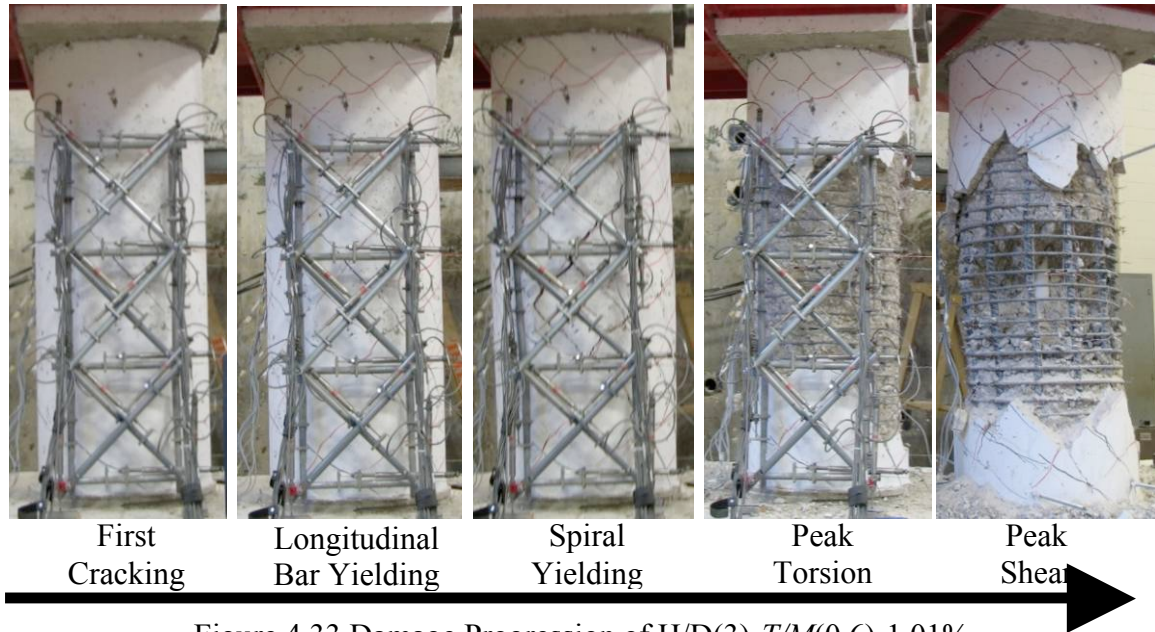 First
Cracking
Longitudinal
Bar Yielding
Spiral
Yielding
Peak
Torsion
Peak
Shear
Figure 4.33 Damage Progression of H/D(3)-T/M(0.6)-1.01%